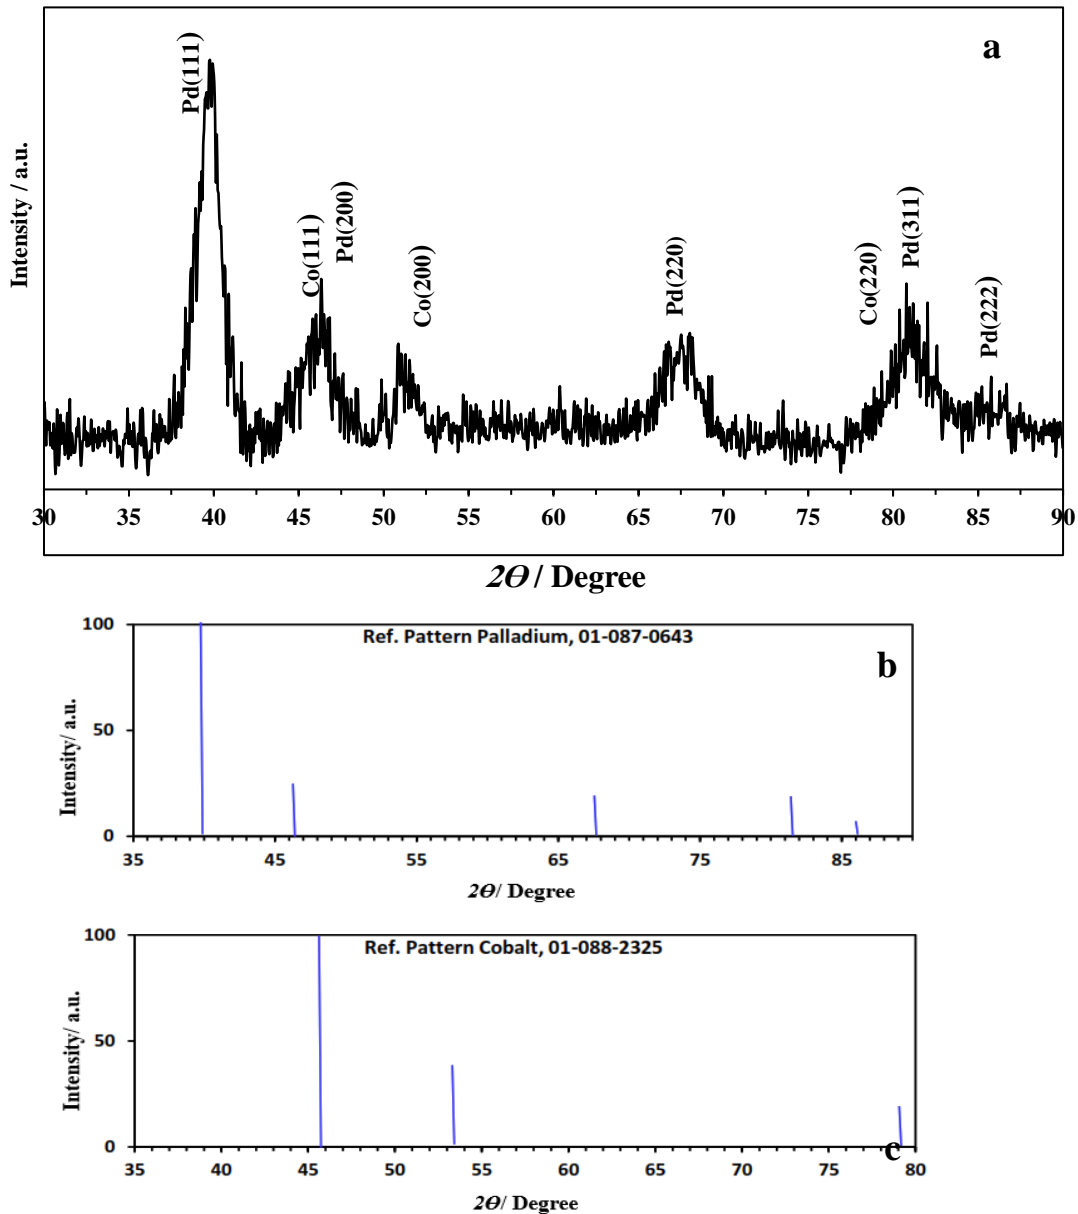 a
Intensity / a.u.
Pd(111)
Co(111)
Pd(200)
Co(200)
Pd(220)
Co(220)
Pd(311)
Pd(222)
30 35 40 45 50 55 60 65 70 75 80 85 90
2Θ / Degree
Ref. Pattern Palladium, 01-087-0643
b
Intensity/ a.u.
100
50
0
35 45 55 65 75 85
2Θ/ Degree
Ref. Pattern Cobalt, 01-088-2325
Intensity/ a.u.
100
50
0
c
35 40 45 50 55 60 65 70 75 80
2Θ/ Degree